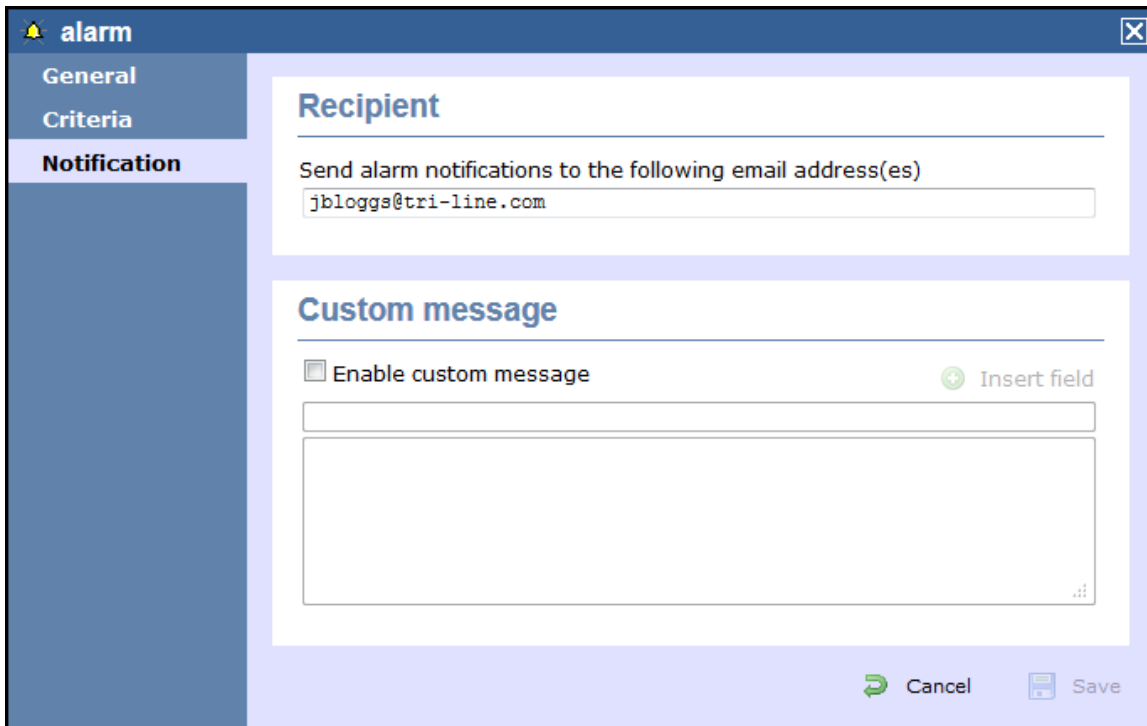 alarm
General
Criteria
Notification
Recipient
Send alarm notifications to the following email address(es)
jbloggs@tri-line.com
Custom message
Enable custom message
Insert field
Cancel
Save